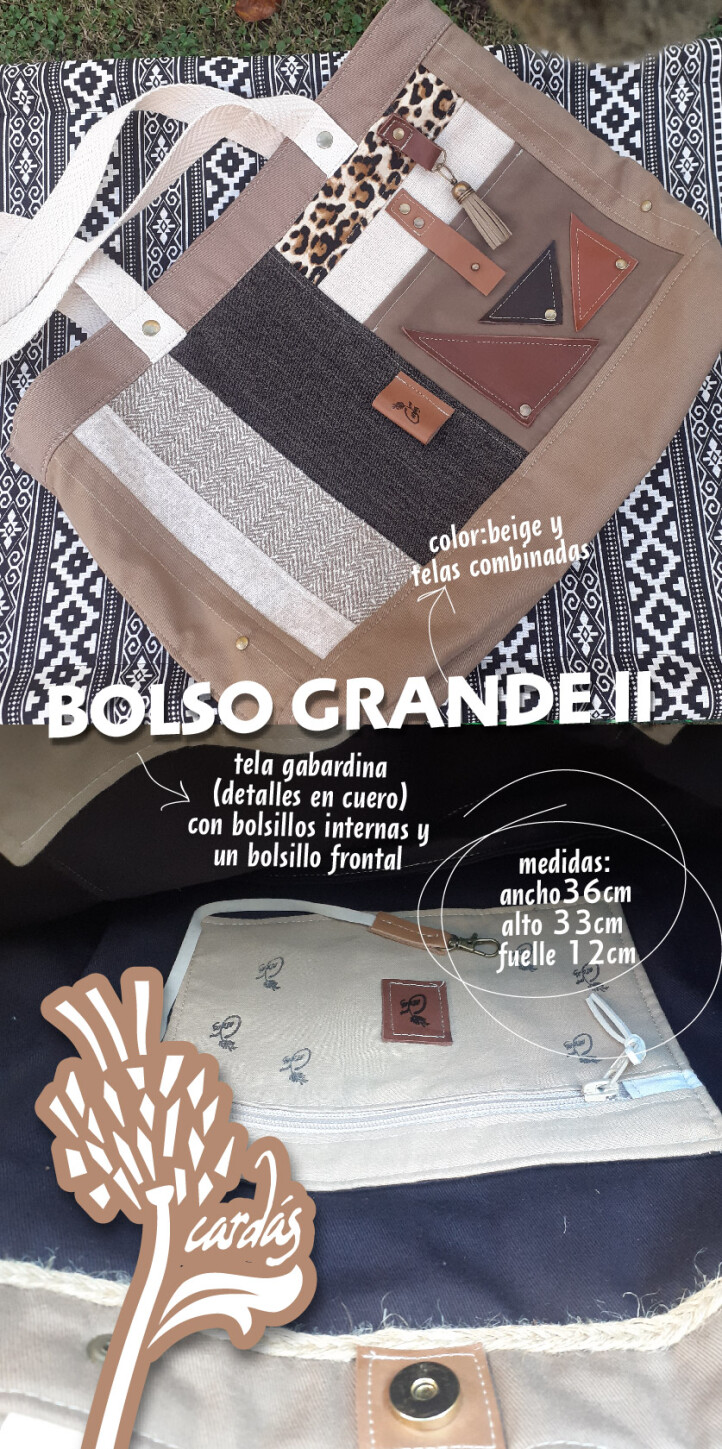 color:beige y
telas combinadas
BOLSO GRANDE II
tela gabardina
(detalles en cuero)
con bolsillos internas y
un bolsillo frontal
medidas:
ancho36cm
alto 33cm
fuelle 12cm
cardás